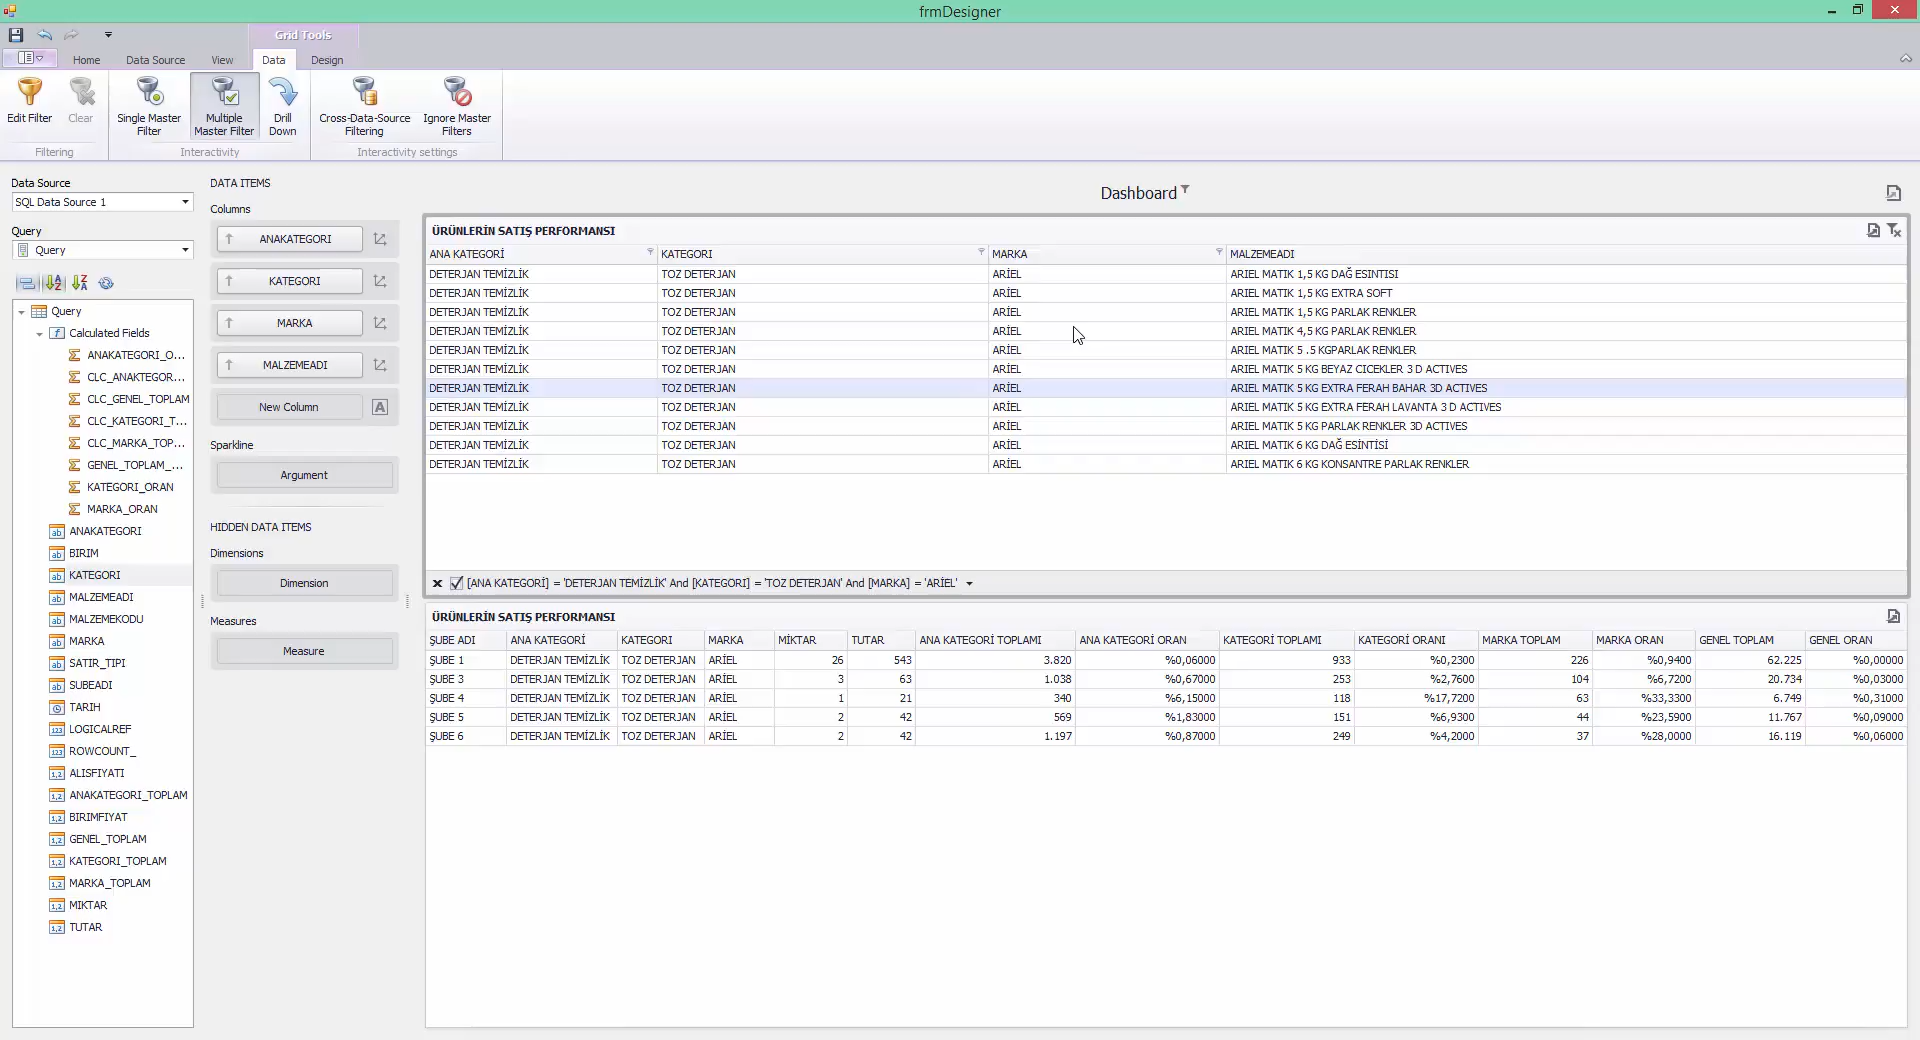 frmDesigner
Grid Tools
Home Data Source View Data Design
Edit Filter
Clear
Single Master Filter
Multiple Master Filter
Drill Down
Cross-Data-Source Filtering
Ignore Master Filters
Filtering Interactivity Interactivity settings
Data Source
SQL Data Source 1
Query
Query
Query
Calculated Fields
ANAKATEGORI_O...
CLC_ANAKTEGOR...
CLC_GENEL_TOPLAM
CLC_KATEGORI_T...
CLC_MARKA_TOP...
GENEL_TOPLAM_...
KATEGORI_ORAN
MARKA_ORAN
ANAKATEGORI
BIRIM
KATEGORI
MALZEMEADI
MALZEMEKODU
MARKA
SATIR_TIPI
SUBEADI
TARIH
LOGICALREF
ROWCOUNT_
ALISFIYATI
ANAKATEGORI_TOPLAM
BIRIMFIYAT
GENEL_TOPLAM
KATEGORI_TOPLAM
MARKA_TOPLAM
MIKTAR
TUTAR
DATA ITEMS
Columns
ANAKATEGORI
KATEGORI
MARKA
MALZEMEADI
New Column
Sparkline
Argument
HIDDEN DATA ITEMS
Dimensions
Dimension
Measures
Measure
Dashboard
ÜRÜNLERİN SATIŞ PERFORMANSI
ANA KATEGORİ KATEGORI MARKA MALZEMEADI
DETERJAN TEMİZLİK TOZ DETERJAN ARİEL ARIEL MATIK 1,5 KG DAĞ ESINTISI
DETERJAN TEMİZLİK TOZ DETERJAN ARİEL ARIEL MATIK 1,5 KG EXTRA SOFT
DETERJAN TEMİZLİK TOZ DETERJAN ARİEL ARIEL MATIK 1,5 KG PARLAK RENKLER
DETERJAN TEMİZLİK TOZ DETERJAN ARİEL ARIEL MATIK 4,5 KG PARLAK RENKLER
DETERJAN TEMİZLİK TOZ DETERJAN ARİEL ARIEL MATIK 5 .5 KGPARLAK RENKLER
DETERJAN TEMİZLİK TOZ DETERJAN ARİEL ARIEL MATIK 5 KG BEYAZ CICEKLER 3 D ACTIVES
DETERJAN TEMİZLİK TOZ DETERJAN ARİEL ARIEL MATIK 5 KG EXTRA FERAH BAHAR 3D ACTIVES
DETERJAN TEMİZLİK TOZ DETERJAN ARİEL ARIEL MATIK 5 KG EXTRA FERAH LAVANTA 3 D ACTIVES
DETERJAN TEMİZLİK TOZ DETERJAN ARİEL ARIEL MATIK 5 KG PARLAK RENKLER 3D ACTIVES
DETERJAN TEMİZLİK TOZ DETERJAN ARİEL ARIEL MATIK 6 KG DAĞ ESİNTİSİ
DETERJAN TEMİZLİK TOZ DETERJAN ARİEL ARIEL MATIK 6 KG KONSANTRE PARLAK RENKLER
[ANA KATEGORİ] = 'DETERJAN TEMİZLİK' And [KATEGORI] = 'TOZ DETERJAN' And [MARKA] = 'ARİEL'
ÜRÜNLERİN SATIŞ PERFORMANSI
ŞUBE ADI ANA KATEGORİ KATEGORI MARKA MİKTAR TUTAR ANA KATEGORİ TOPLAMI ANA KATEGORİ ORAN KATEGORİ TOPLAMI KATEGORİ ORANI MARKA TOPLAM MARKA ORAN GENEL TOPLAM GENEL ORAN
ŞUBE 1 DETERJAN TEMİZLİK TOZ DETERJAN ARİEL 26 543 3.820 %0,06000 933 %0,2300 226 %0,9400 62.225 %0,00000
ŞUBE 3 DETERJAN TEMİZLİK TOZ DETERJAN ARİEL 3 63 1.038 %0,67000 253 %2,7600 104 %6,7200 20.734 %0,03000
ŞUBE 4 DETERJAN TEMİZLİK TOZ DETERJAN ARİEL 1 21 340 %6,15000 118 %17,7200 63 %33,3300 6.749 %0,31000
ŞUBE 5 DETERJAN TEMİZLİK TOZ DETERJAN ARİEL 2 42 569 %1,83000 151 %6,9300 44 %23,5900 11.767 %0,09000
ŞUBE 6 DETERJAN TEMİZLİK TOZ DETERJAN ARİEL 2 42 1.197 %0,87000 249 %4,2000 37 %28,0000 16.119 %0,06000